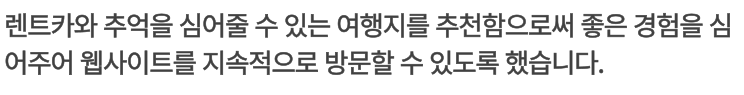 렌트카와 추억을 심어줄 수 있는 여행지를 추천함으로써 좋은 경험을 심
어주어 웹사이트를 지속적으로 방문할 수 있도록 했습니다.